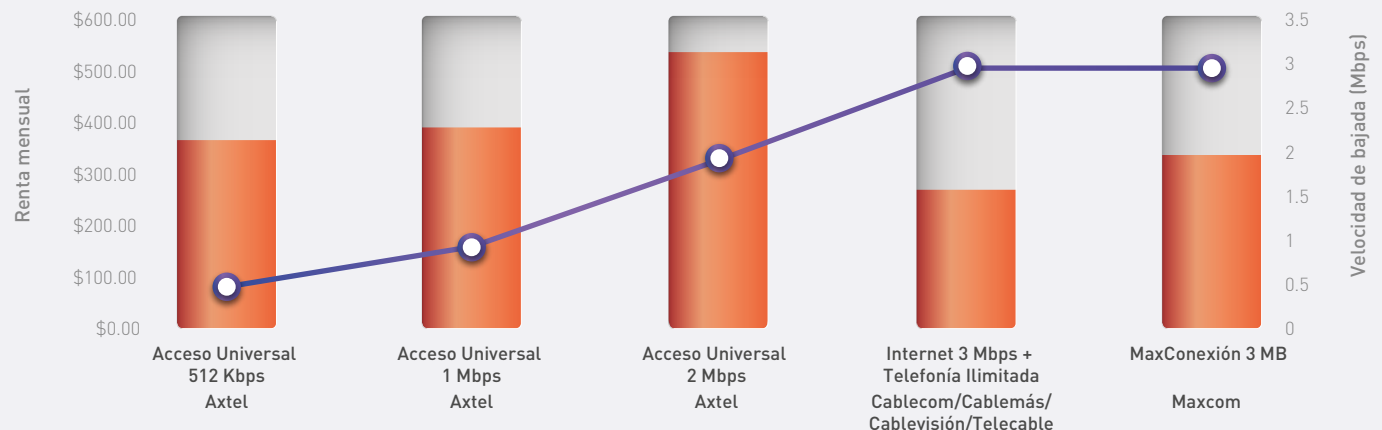 Renta mensual
$600.00
$500.00
$400.00
$300.00
$200.00
$100.00
$0.00
3.5
3
2.5
2
1.5
1
0.5
0
Velocidad de bajada (Mbps)
Acceso Universal
512 Kbps
Axtel
Acceso Universal
1 Mbps
Axtel
Acceso Universal
2 Mbps
Axtel
Internet 3 Mbps +
Telefonía Ilimitada
Cablecom/Cablemás/
Cablevisión/Telecable
MaxConexión 3 MB
Maxcom